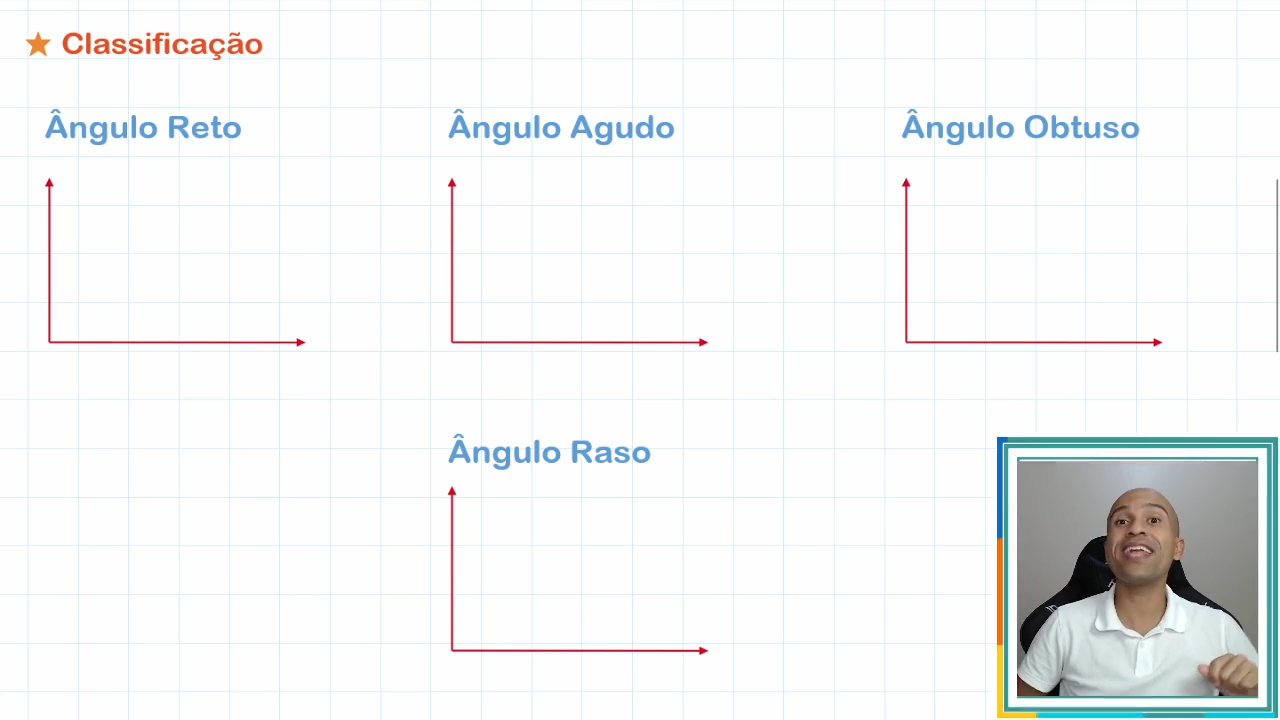 Classificação
Ângulo Reto
Ângulo Agudo
Ângulo Obtuso
Ângulo Raso